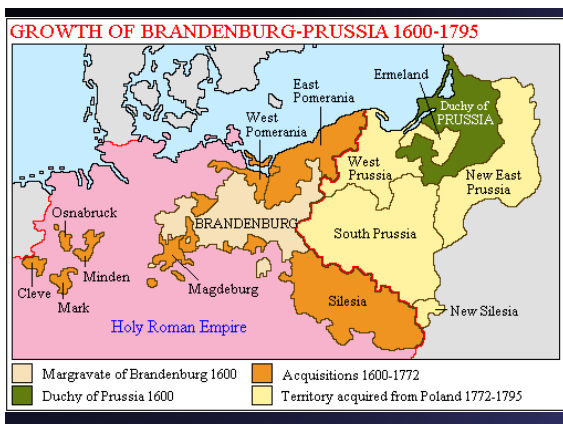 GROWTH OF BRANDENBURG-PRUSSIA 1600-1795
Ermeland
East
Pomerania
Duchy of
PRUSSIA
West
Pomerania
West
Prussia
New East
Prussia
Osnabruck
BRANDENBURG
South Prussia
Minden
Cleve
Magdeburg
Mark
Silesia
New Silesia
Holy Roman Empire
Margravate of Brandenburg 1600
Acquisitions 1600-1772
Duchy of Prussia 1600
Territory acquired from Poland 1772-1795